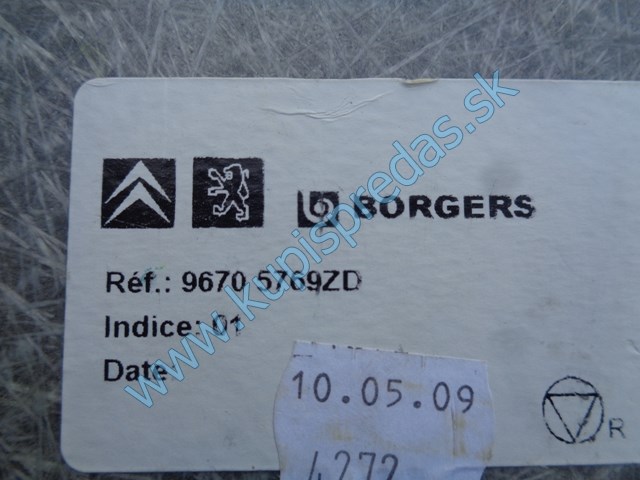 BORGERS
Réf.: 9670 5769ZD
Indice: 01
Date
10.05.09
4272
R
www.kupispredas.sk